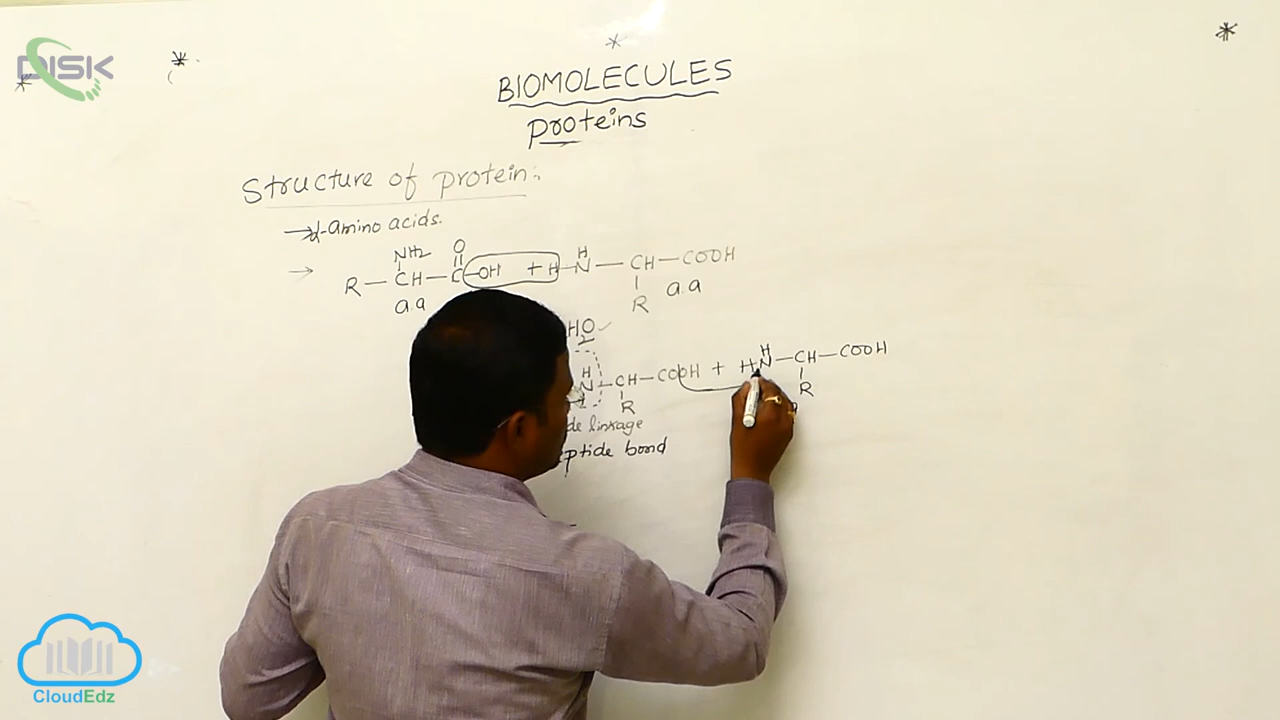 DISK
BIOMOLECULES
proteins
Structure of protein:
→ α-amino acids.
NH2 O H
→ R — CH — C —OH + H —N — CH — COOH
a.a R a.a
H2O
H H
N — CH — COOH + H N — CH — COOH
R R
de linkage
eptide bond
CloudEdz